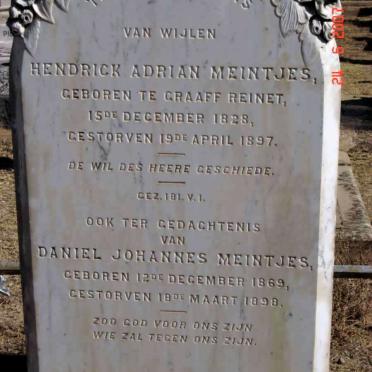 VAN WIJLEN
HENDRICK ADRIAN MEINTJES,
GEBOREN TE GRAAFF REINET,
15DE DECEMBER 1828,
GESTORVEN 19DE APRIL 1897.
DE WIL DES HEERE GESCHIEDE.
GEZ. 181. V. 1.
OOK TER GEDACHTENIS
VAN
DANIEL JOHANNES MEINTJES,
GEBOREN 12DE DECEMBER 1869,
GESTORVEN 18DE MAART 1898.
ZOO GOD VOOR ONS ZIJN
WIE ZAL TEGEN ONS ZIJN.